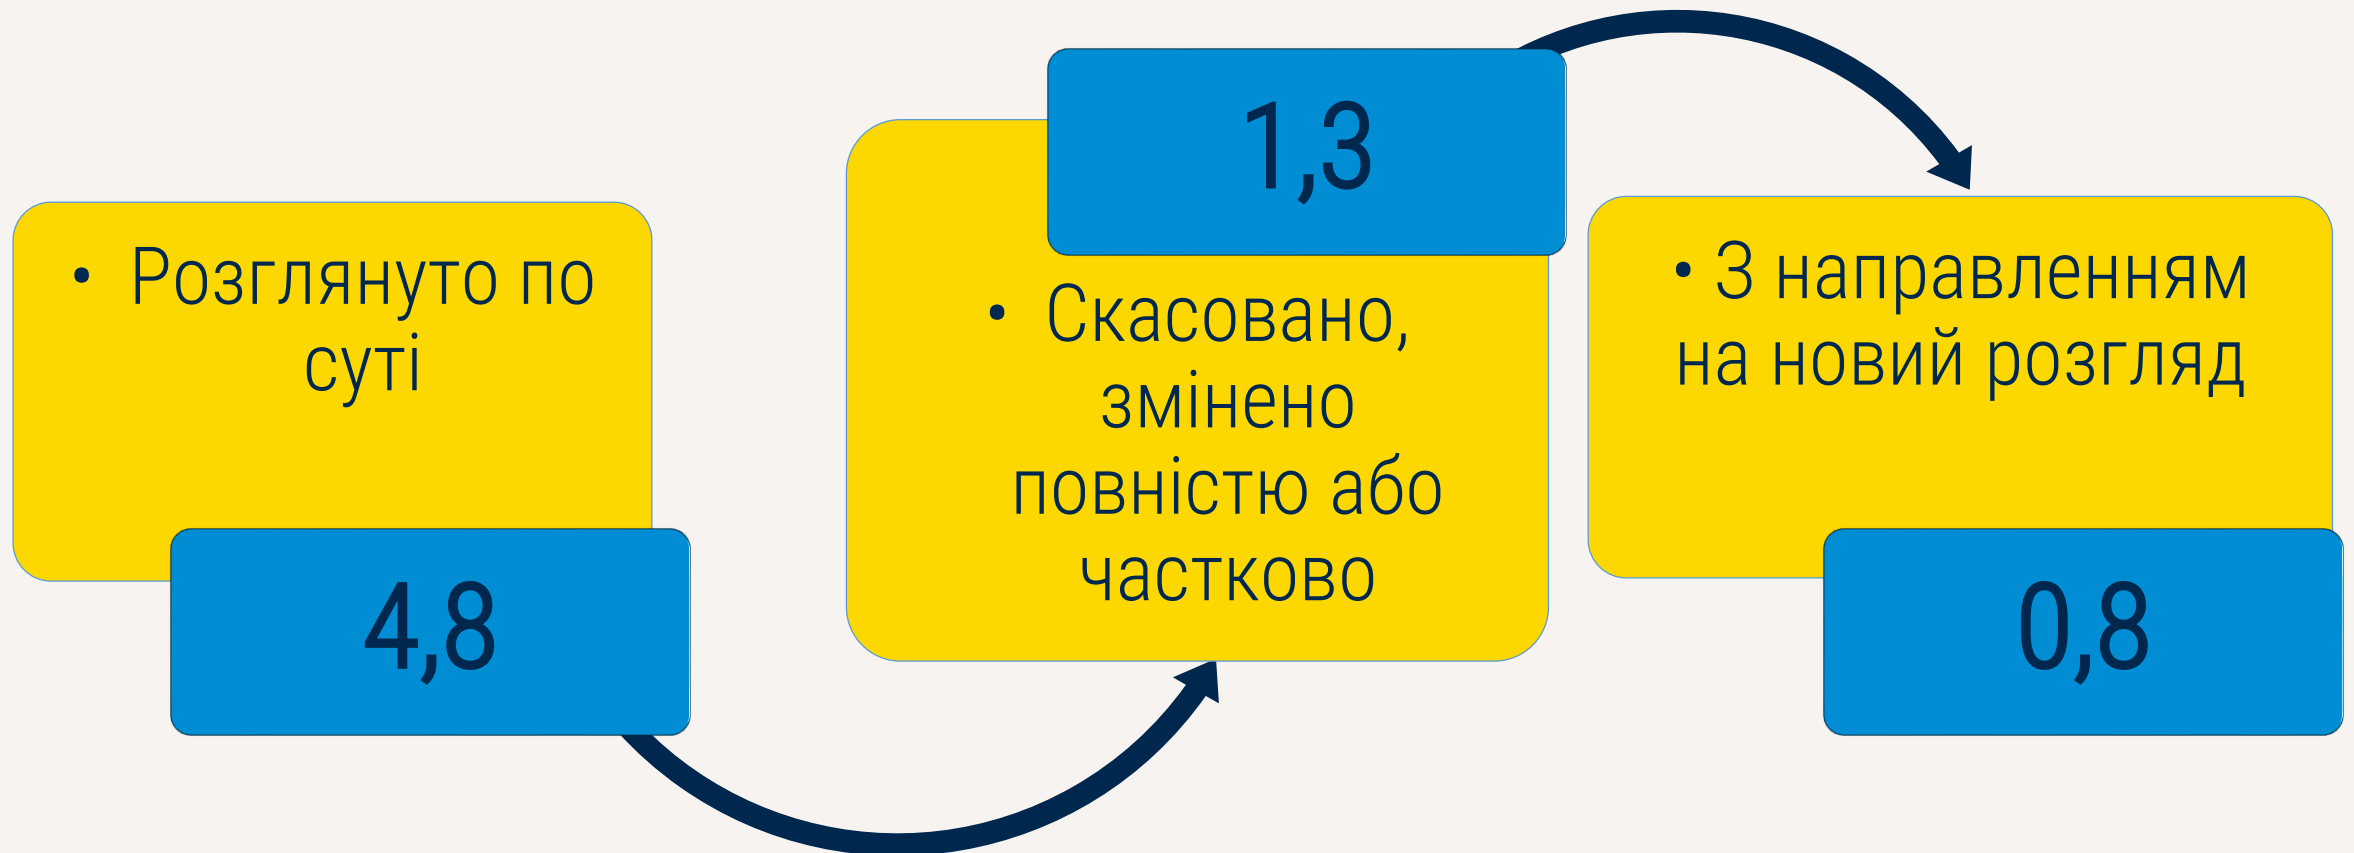 • Розглянуто по
суті
4,8
1,3
• Скасовано,
змінено
повністю або
частково
• З направленням
на новий розгляд
0,8